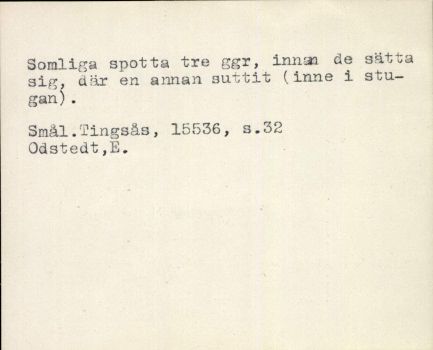 Somliga spotta tre ggr, innan de sätta
sig, där en annan suttit (inne i stu-
gan).
Smål.Tingsås, 15536, s.32
Odstedt,E.